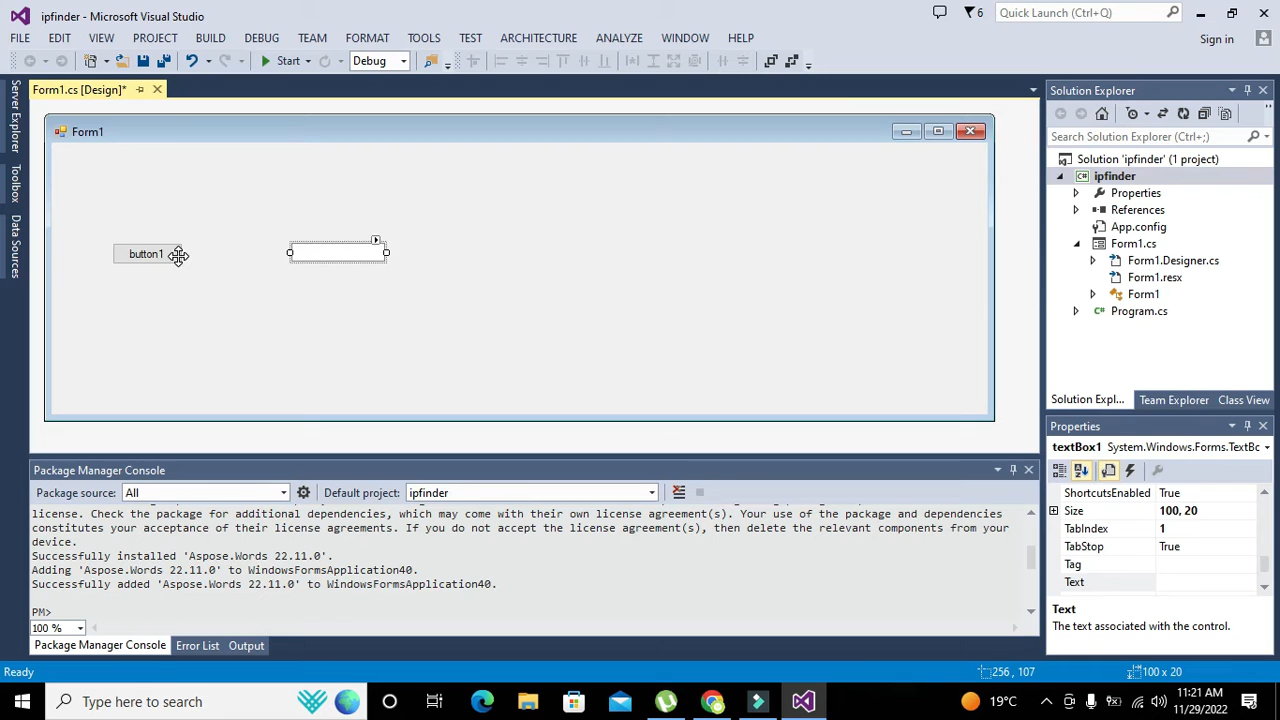 ipfinder - Microsoft Visual Studio
6
Quick Launch (Ctrl+Q)
FILE EDIT VIEW PROJECT BUILD DEBUG TEAM FORMAT TOOLS TEST ARCHITECTURE ANALYZE WINDOW HELP
Sign in
Start
Debug
Server Explorer
Toolbox
Data Sources
Form1.cs [Design]*
Form1
button1
Solution Explorer
Search Solution Explorer (Ctrl+;)
Solution 'ipfinder' (1 project)
ipfinder
Properties
References
App.config
Form1.cs
Form1.Designer.cs
Form1.resx
Form1
Program.cs
Solution Expl... Team Explorer Class View
Properties
textBox1 System.Windows.Forms.TextBc
ShortcutsEnabled True
Size 100, 20
TabIndex 1
TabStop True
Tag
Text
Text
The text associated with the control.
Package Manager Console
Package source: All
Default project: ipfinder
license. Check the package for additional dependencies, which may come with their own license agreement(s). Your use of the package and dependencies
constitutes your acceptance of their license agreements. If you do not accept the license agreement(s), then delete the relevant components from your
device.
Successfully installed 'Aspose.Words 22.11.0'.
Adding 'Aspose.Words 22.11.0' to WindowsFormsApplication40.
Successfully added 'Aspose.Words 22.11.0' to WindowsFormsApplication40.
PM>
100 %
Package Manager Console Error List Output
Ready
256 , 107
100 x 20
Type here to search
19°C
11:21 AM
11/29/2022